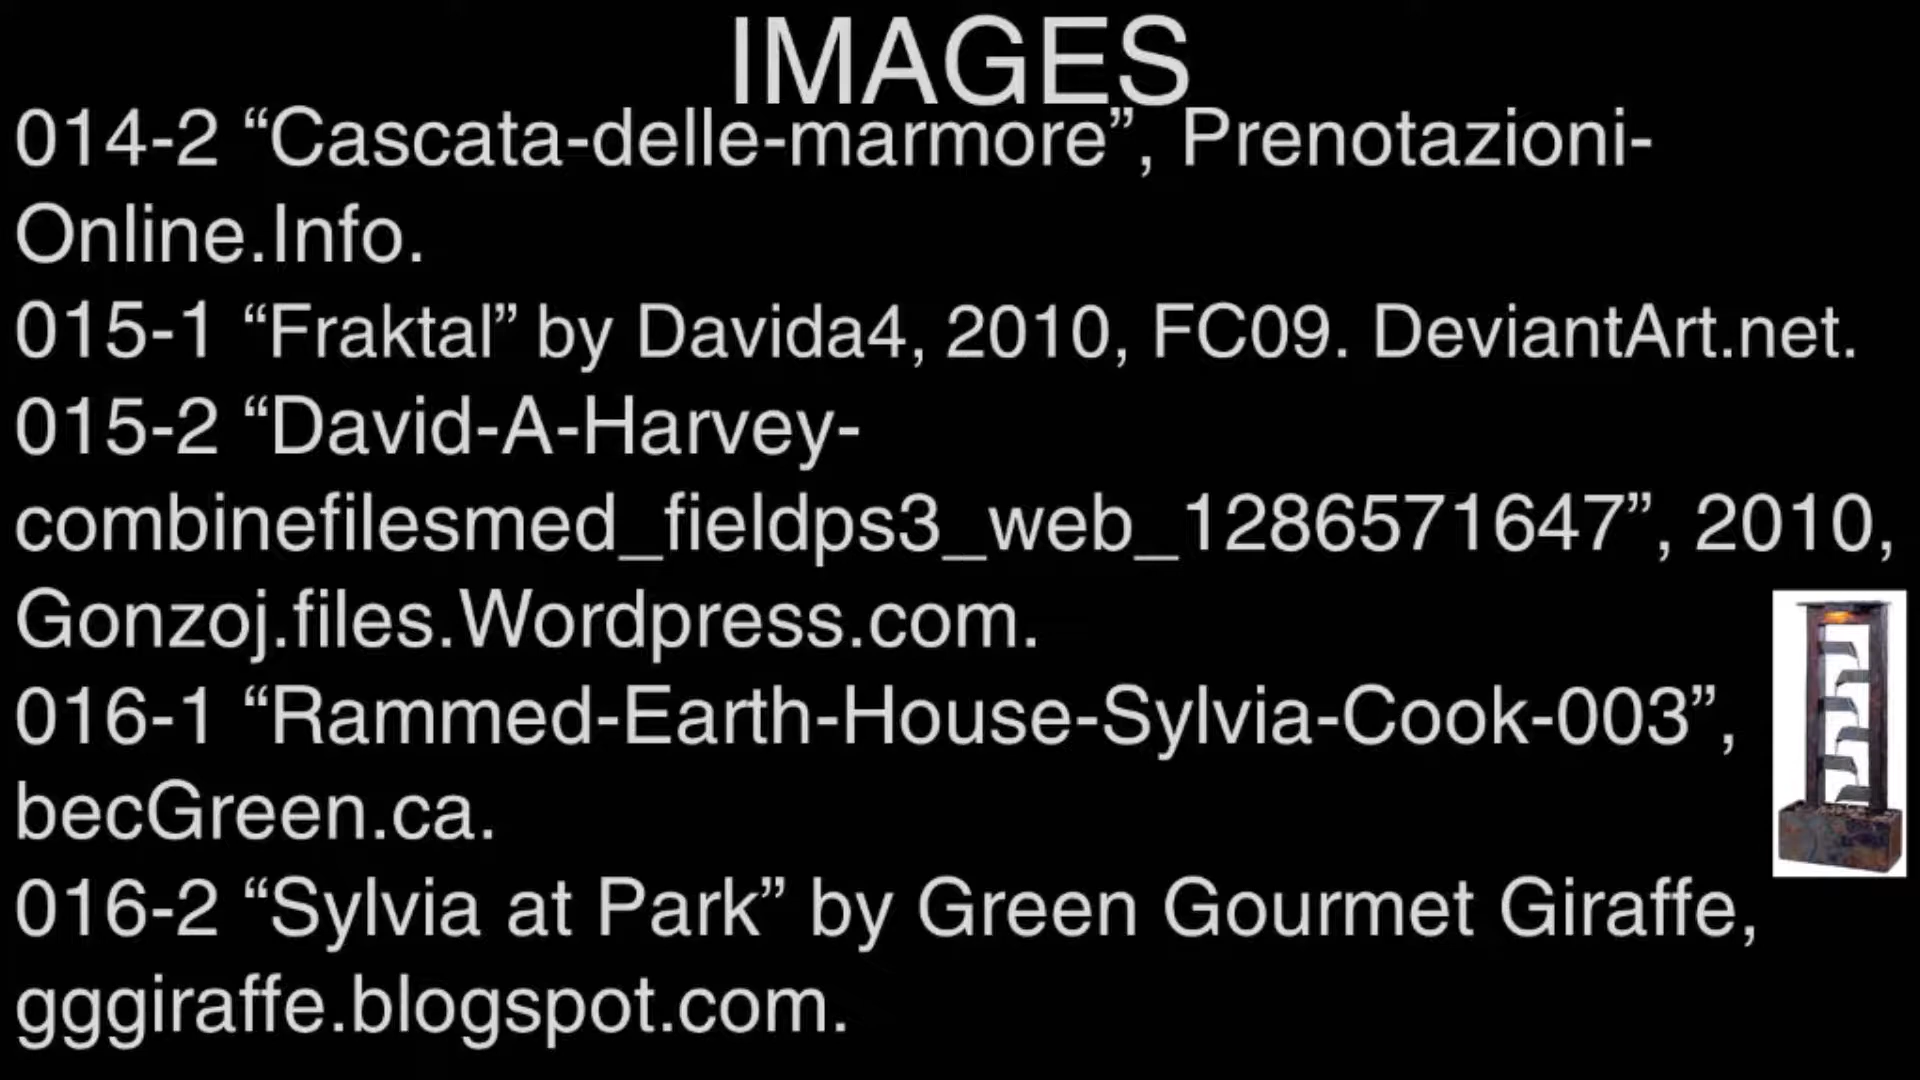 IMAGES
014-2 “Cascata-delle-marmore”, Prenotazioni-
Online.Info.
015-1 “Fraktal” by Davida4, 2010, FC09. DeviantArt.net.
015-2 “David-A-Harvey-
combinefilesmed_fieldps3_web_1286571647”, 2010,
Gonzoj.files.Wordpress.com.
016-1 “Rammed-Earth-House-Sylvia-Cook-003”,
becGreen.ca.
016-2 “Sylvia at Park” by Green Gourmet Giraffe,
gggiraffe.blogspot.com.